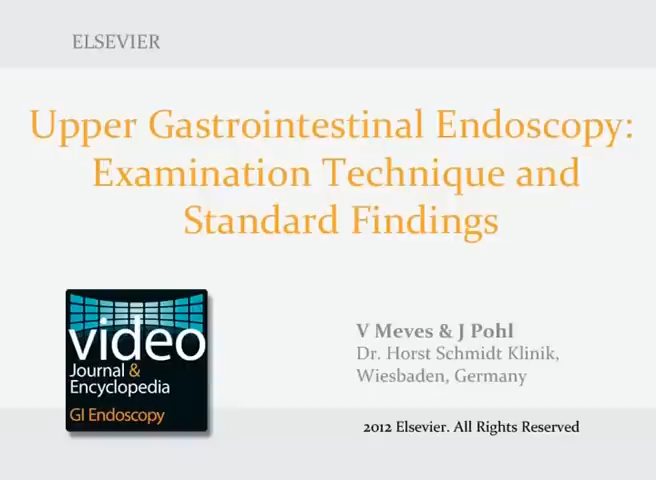 ELSEVIER
Upper Gastrointestinal Endoscopy:
Examination Technique and
Standard Findings
video
Journal &
Encyclopedia
GI Endoscopy
V Meves & J Pohl
Dr. Horst Schmidt Klinik,
Wiesbaden, Germany
2012 Elsevier. All Rights Reserved